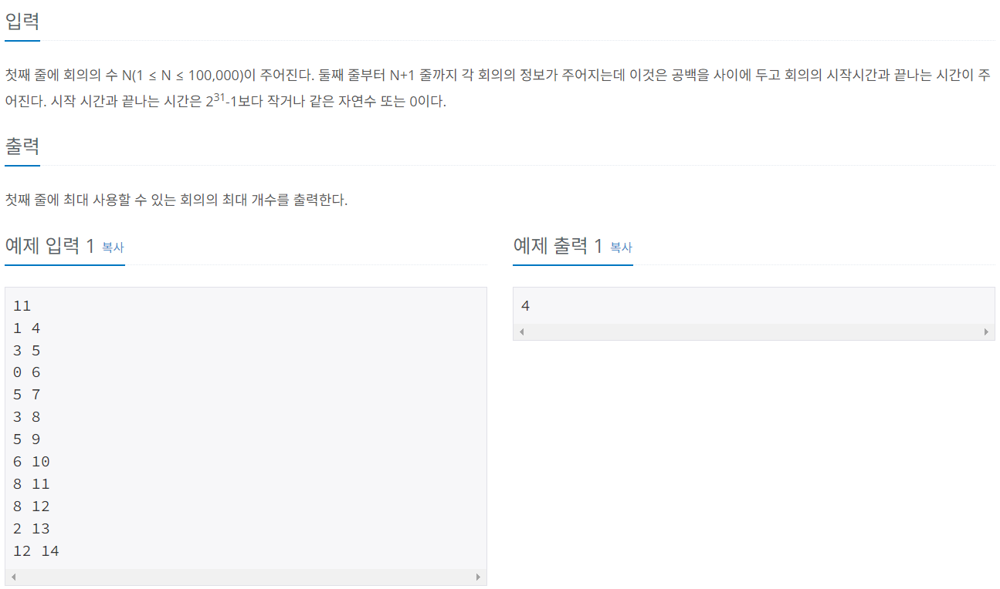 입력
첫째 줄에 회의의 수 N(1 ≤ N ≤ 100,000)이 주어진다. 둘째 줄부터 N+1 줄까지 각 회의의 정보가 주어지는데 이것은 공백을 사이에 두고 회의의 시작시간과 끝나는 시간이 주
어진다. 시작 시간과 끝나는 시간은 2³¹-1보다 작거나 같은 자연수 또는 0이다.
출력
첫째 줄에 최대 사용할 수 있는 회의의 최대 개수를 출력한다.
예제 입력 1 복사
11
1 4
3 5
0 6
5 7
3 8
5 9
6 10
8 11
8 12
2 13
12 14
예제 출력 1 복사
4